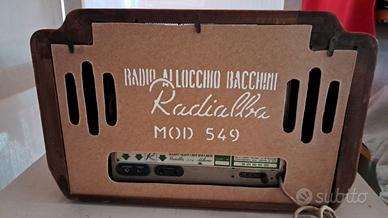 RADIO ALLOCCHIO BACCHINI
Radialba
MOD 549
subito